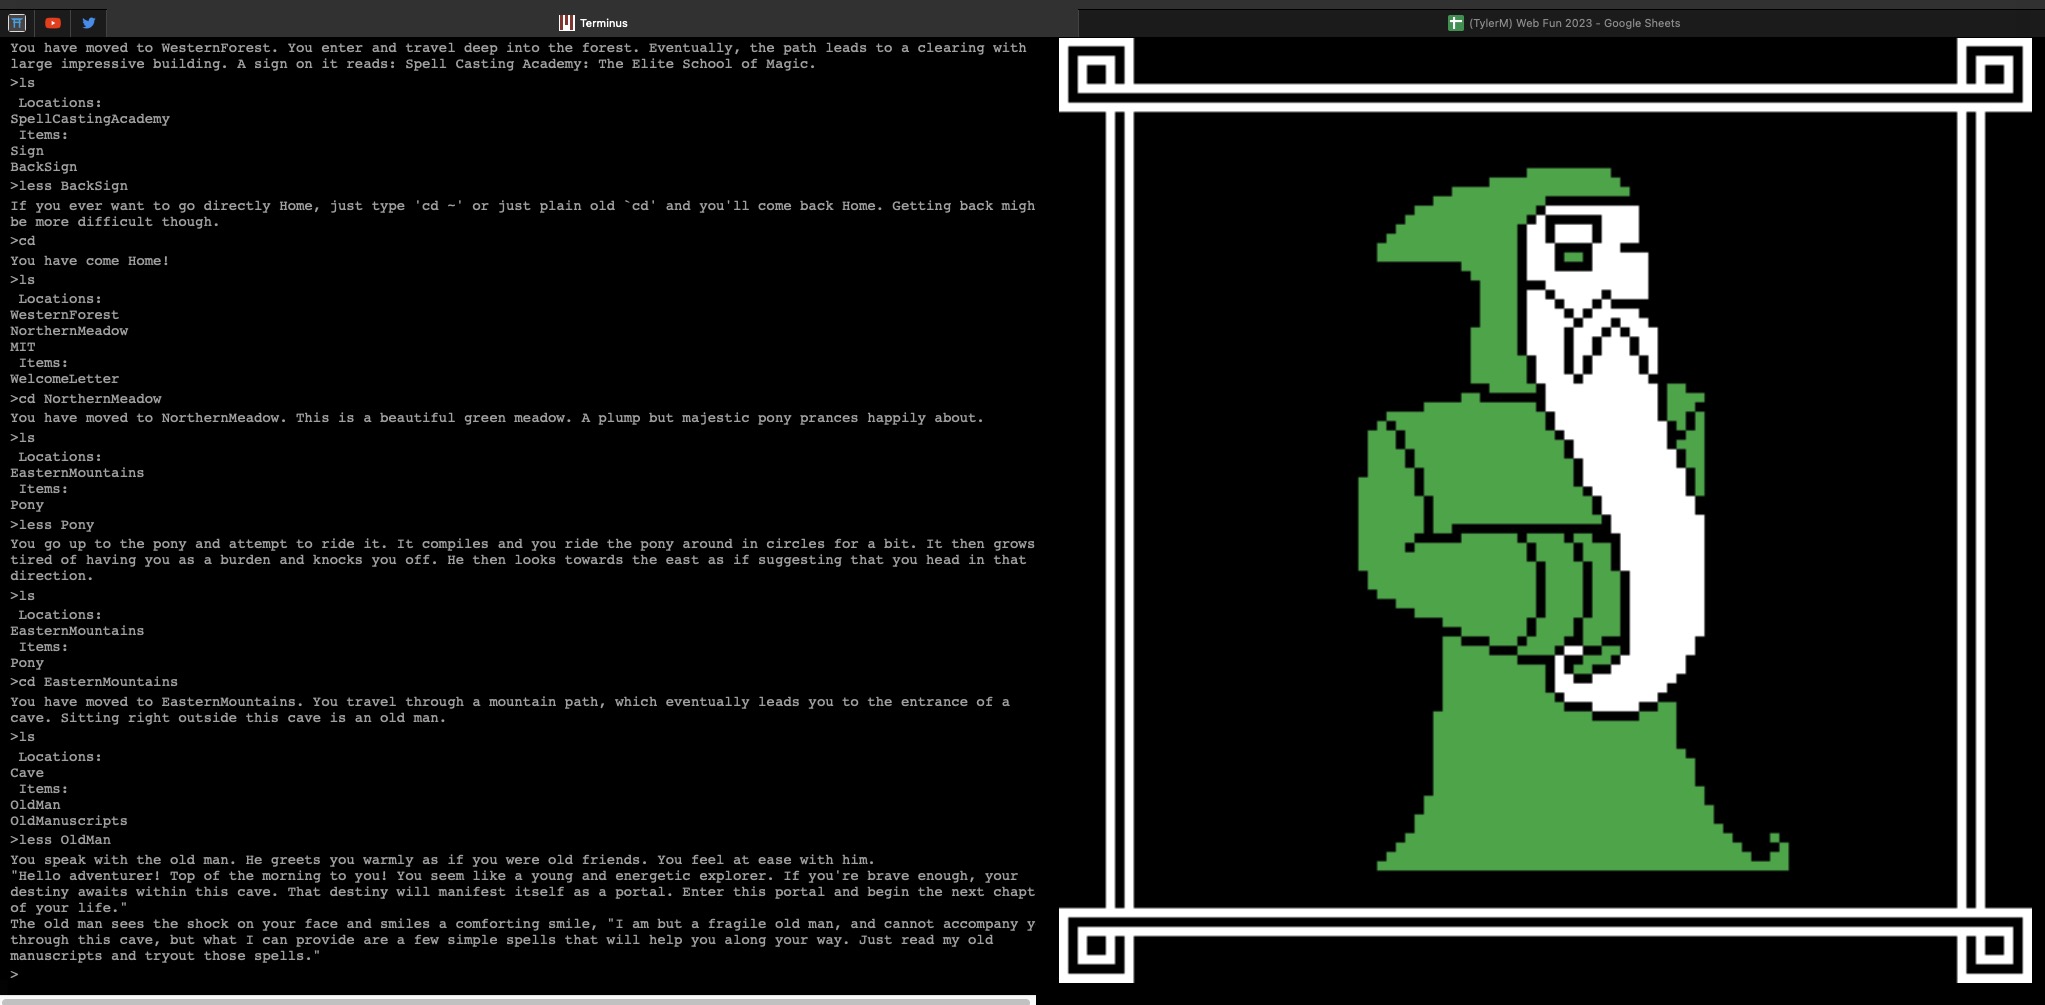 Terminus
(TylerM) Web Fun 2023 - Google Sheets
You have moved to WesternForest. You enter and travel deep into the forest. Eventually, the path leads to a clearing with
large impressive building. A sign on it reads: Spell Casting Academy: The Elite School of Magic.
>ls
Locations:
SpellCastingAcademy
Items:
Sign
BackSign
>less BackSign
If you ever want to go directly Home, just type 'cd ~' or just plain old `cd' and you'll come back Home. Getting back migh
be more difficult though.
>cd
You have come Home!
>ls
Locations:
WesternForest
NorthernMeadow
MIT
Items:
WelcomeLetter
>cd NorthernMeadow
You have moved to NorthernMeadow. This is a beautiful green meadow. A plump but majestic pony prances happily about.
>ls
Locations:
EasternMountains
Items:
Pony
>less Pony
You go up to the pony and attempt to ride it. It compiles and you ride the pony around in circles for a bit. It then grows
tired of having you as a burden and knocks you off. He then looks towards the east as if suggesting that you head in that
direction.
>ls
Locations:
EasternMountains
Items:
Pony
>cd EasternMountains
You have moved to EasternMountains. You travel through a mountain path, which eventually leads you to the entrance of a
cave. Sitting right outside this cave is an old man.
>ls
Locations:
Cave
Items:
OldMan
OldManuscripts
>less OldMan
You speak with the old man. He greets you warmly as if you were old friends. You feel at ease with him.
"Hello adventurer! Top of the morning to you! You seem like a young and energetic explorer. If you're brave enough, your
destiny awaits within this cave. That destiny will manifest itself as a portal. Enter this portal and begin the next chapt
of your life."
The old man sees the shock on your face and smiles a comforting smile, "I am but a fragile old man, and cannot accompany y
through this cave, but what I can provide are a few simple spells that will help you along your way. Just read my old
manuscripts and tryout those spells."
>